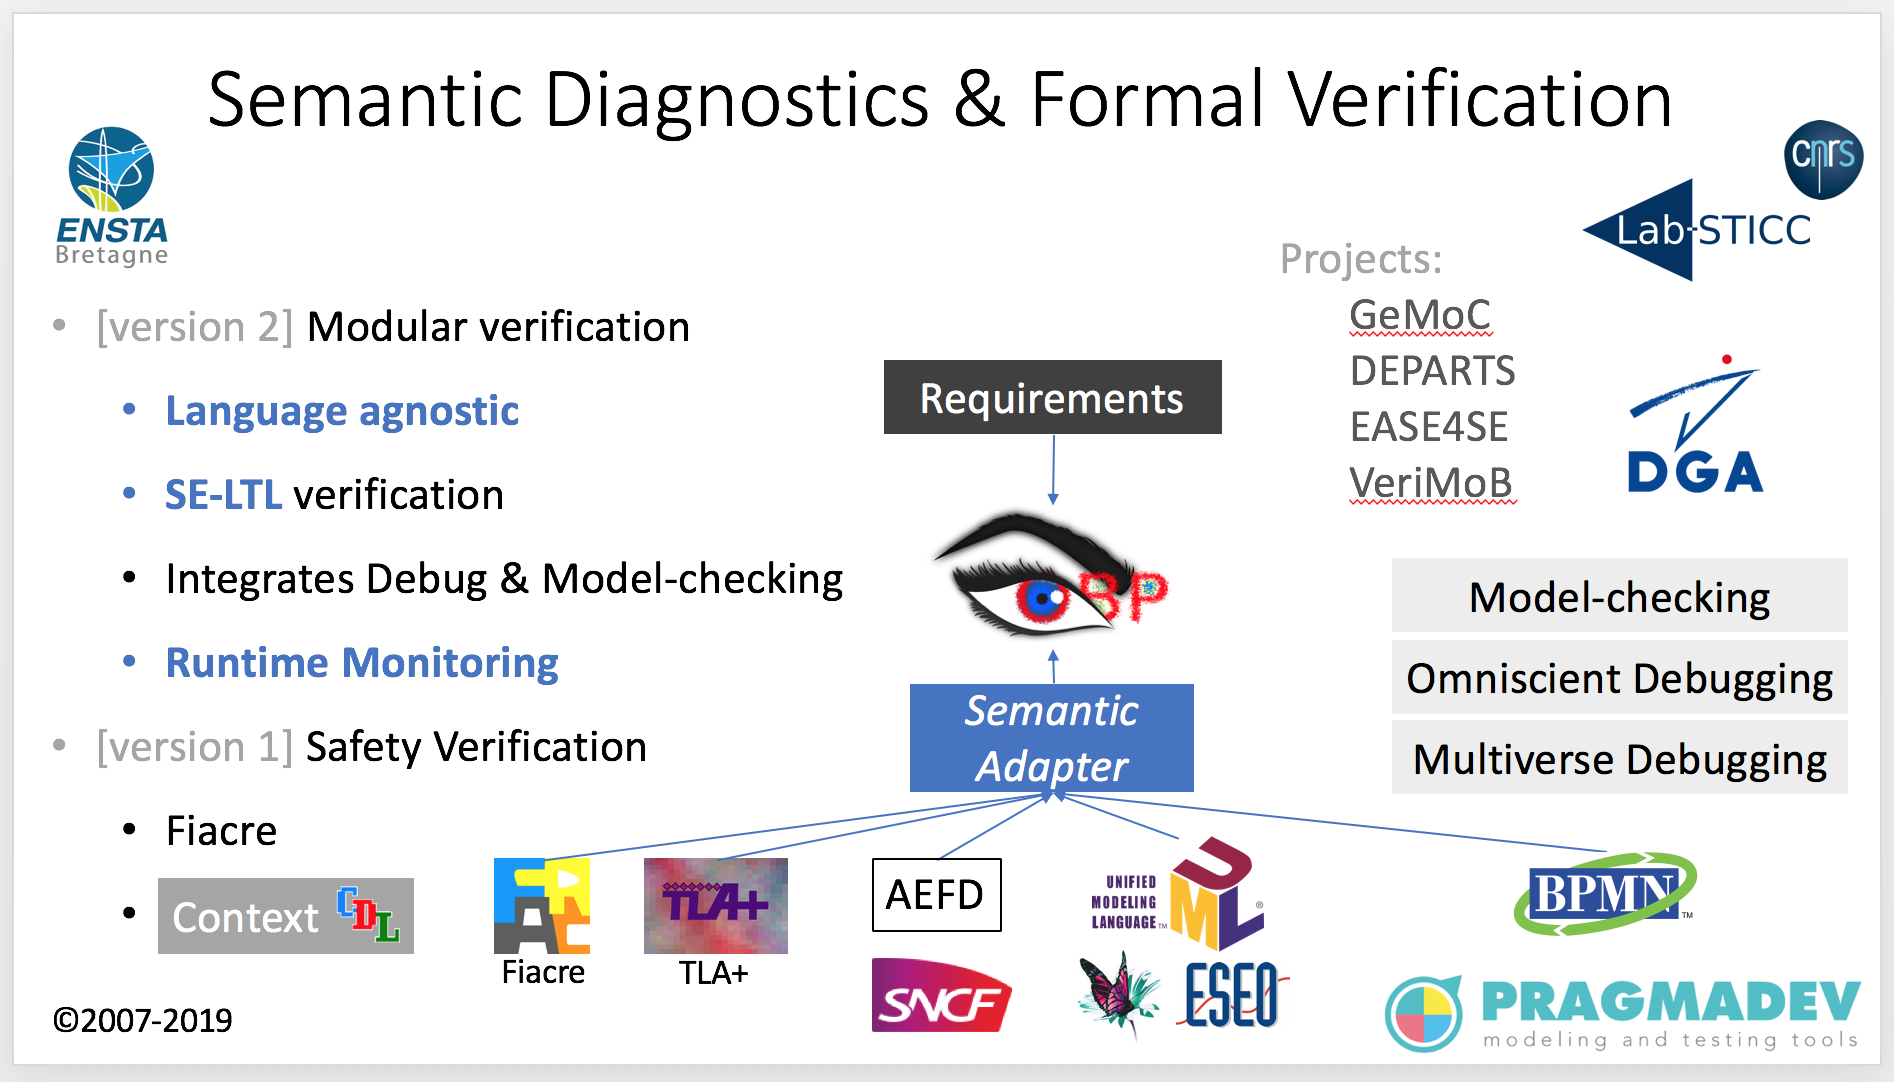 Semantic Diagnostics & Formal Verification
ENSTA
Bretagne
cnrs
Lab-STICC
Projects:
GeMoC
DEPARTS
EASE4SE
VeriMoB
DGA
• [version 2] Modular verification
• Language agnostic
• SE-LTL verification
• Integrates Debug & Model-checking
• Runtime Monitoring
• [version 1] Safety Verification
• Fiacre
• Context CDL
©2007-2019
Requirements
BP
Semantic
Adapter
Model-checking
Omniscient Debugging
Multiverse Debugging
Fiacre
TLA+
TLA+
AEFD
SNCF
UNIFIED
MODELING
LANGUAGE™
UML®
ESEO
BPMN™
PRAGMADEV
modeling and testing tools